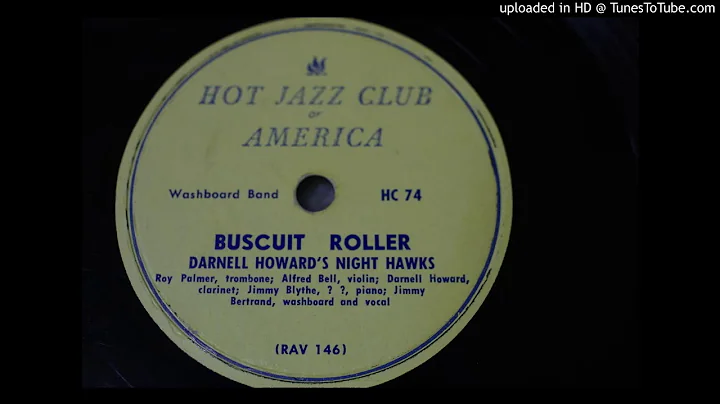 uploaded in HD @ TunesToTube.com
HOT JAZZ CLUB
OF
AMERICA
Washboard Band HC 74
BUSCUIT ROLLER
DARNELL HOWARD'S NIGHT HAWKS
Roy Palmer, trombone; Alfred Bell, violin; Darnell Howard,
clarinet; Jimmy Blythe, ? ?, piano; Jimmy
Bertrand, washboard and vocal
(RAV 146)